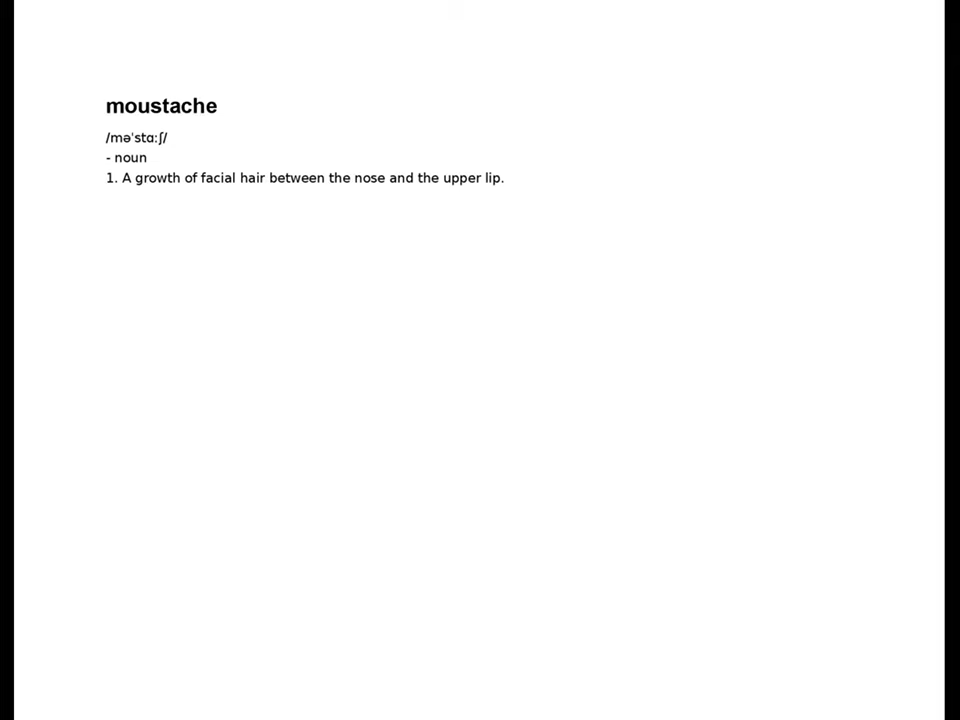 moustache
/məˈstɑːʃ/
- noun
1. A growth of facial hair between the nose and the upper lip.